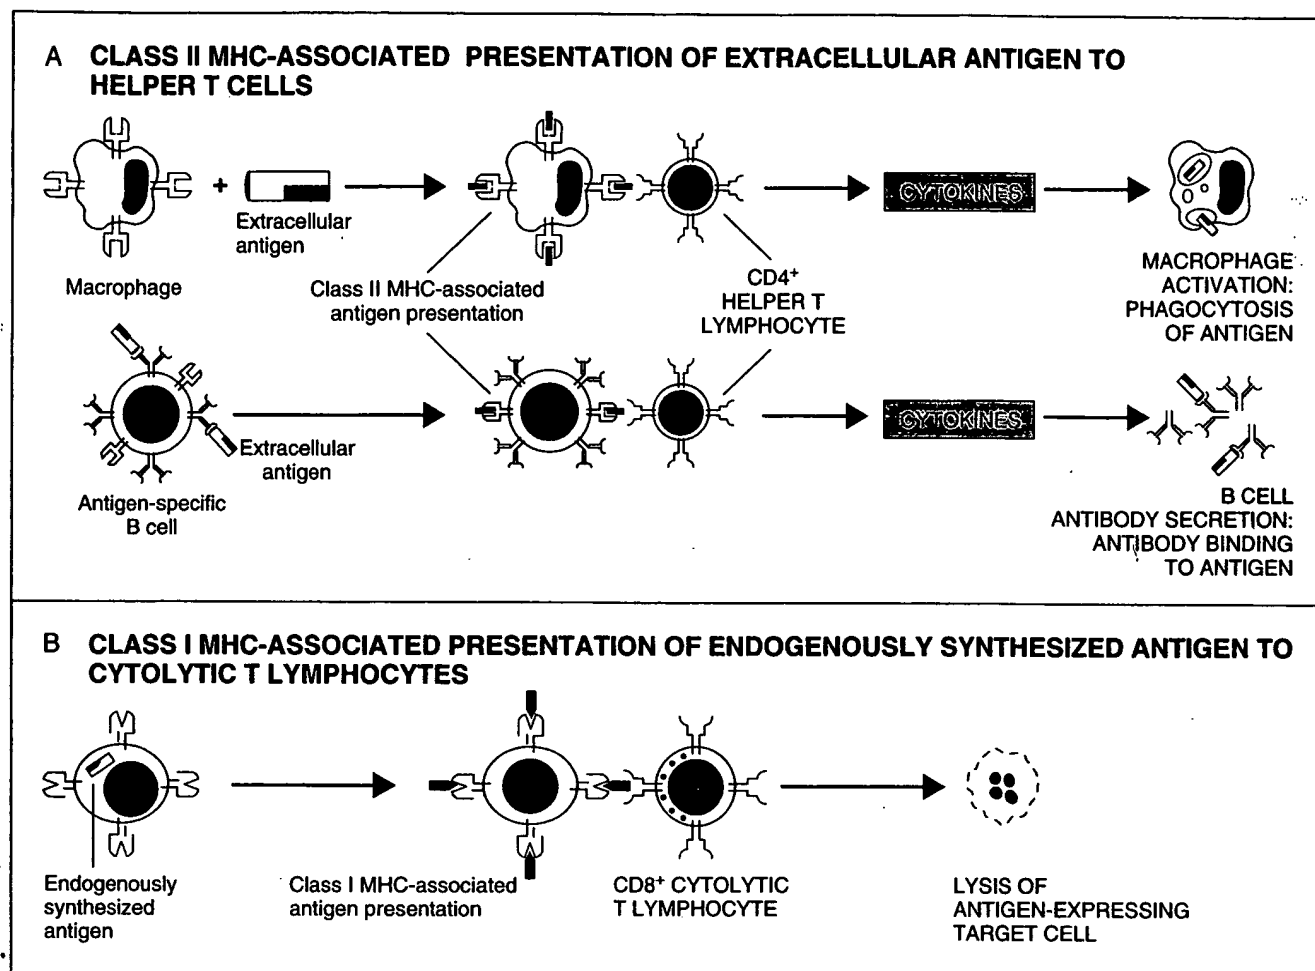 A CLASS II MHC-ASSOCIATED PRESENTATION OF EXTRACELLULAR ANTIGEN TO
HELPER T CELLS
+
Extracellular
antigen
CYTOKINES
Macrophage
Class II MHC-associated
antigen presentation
CD4+
HELPER T
LYMPHOCYTE
MACROPHAGE
ACTIVATION:
PHAGOCYTOSIS
OF ANTIGEN
Extracellular
antigen
CYTOKINES
Antigen-specific
B cell
B CELL
ANTIBODY SECRETION:
ANTIBODY BINDING
TO ANTIGEN
B CLASS I MHC-ASSOCIATED PRESENTATION OF ENDOGENOUSLY SYNTHESIZED ANTIGEN TO
CYTOLYTIC T LYMPHOCYTES
Endogenously
synthesized
antigen
Class I MHC-associated
antigen presentation
CD8+ CYTOLYTIC
T LYMPHOCYTE
LYSIS OF
ANTIGEN-EXPRESSING
TARGET CELL